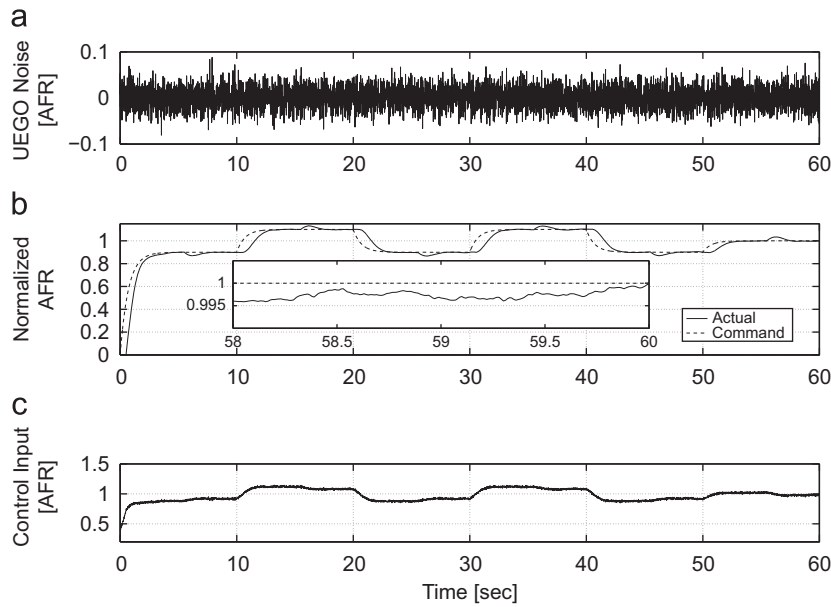 a
UEGO Noise
[AFR]
0.1
0
−0.1
0 10 20 30 40 50 60
b
Normalized
AFR
1
0.8
0.6
0.4
0.2
0
1
0.995
58 58.5 59 59.5 60
Actual
Command
0 10 20 30 40 50 60
c
Control Input
[AFR]
1.5
1
0.5
0 10 20 30 40 50 60
Time [sec]